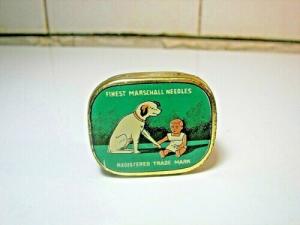 FINEST MARSCHALL NEEDLES
REGISTERED TRADE MARK